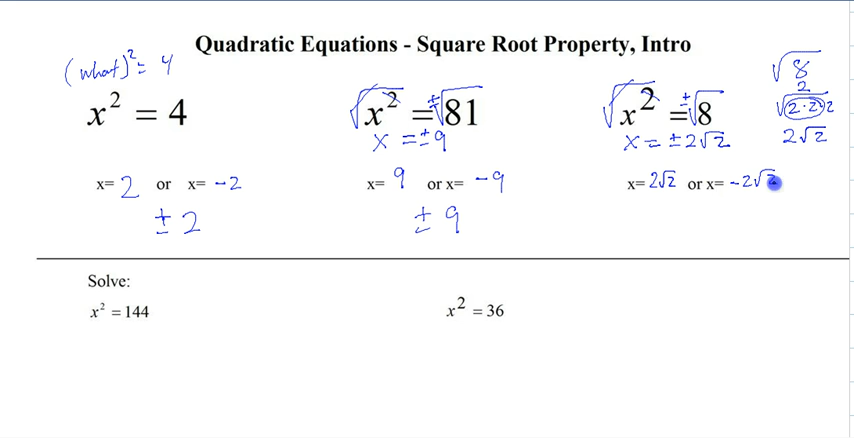 Quadratic Equations - Square Root Property, Intro
(what)² = 4
x² = 4
√x² = ±√81
x = ±9
√x² = ±√8
x = ±2√2
√8
2
√2·2·2
2√2
x= 2 or x= -2
± 2
x= 9 or x= -9
± 9
x= 2√2 or x= -2√2
Solve:
x² = 144
x² = 36